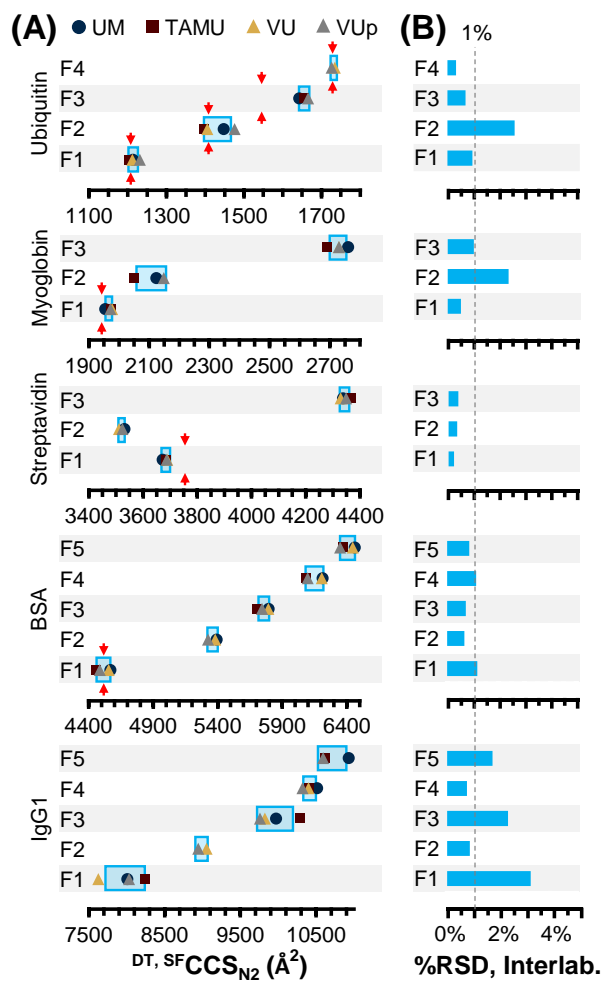 (A) UM TAMU VU VUp (B)
1%
Ubiquitin
F4
F3
F2
F1
1100 1300 1500 1700
Myoglobin
F3
F2
F1
1900 2100 2300 2500 2700
Streptavidin
F3
F2
F1
3400 3600 3800 4000 4200 4400
BSA
F5
F4
F3
F2
F1
4400 4900 5400 5900 6400
IgG1
F5
F4
F3
F2
F1
7500 8500 9500 10500
DT, SFCCSN2 (Å2)
F4
F3
F2
F1
F3
F2
F1
F3
F2
F1
F5
F4
F3
F2
F1
F5
F4
F3
F2
F1
0% 2% 4%
%RSD, Interlab.